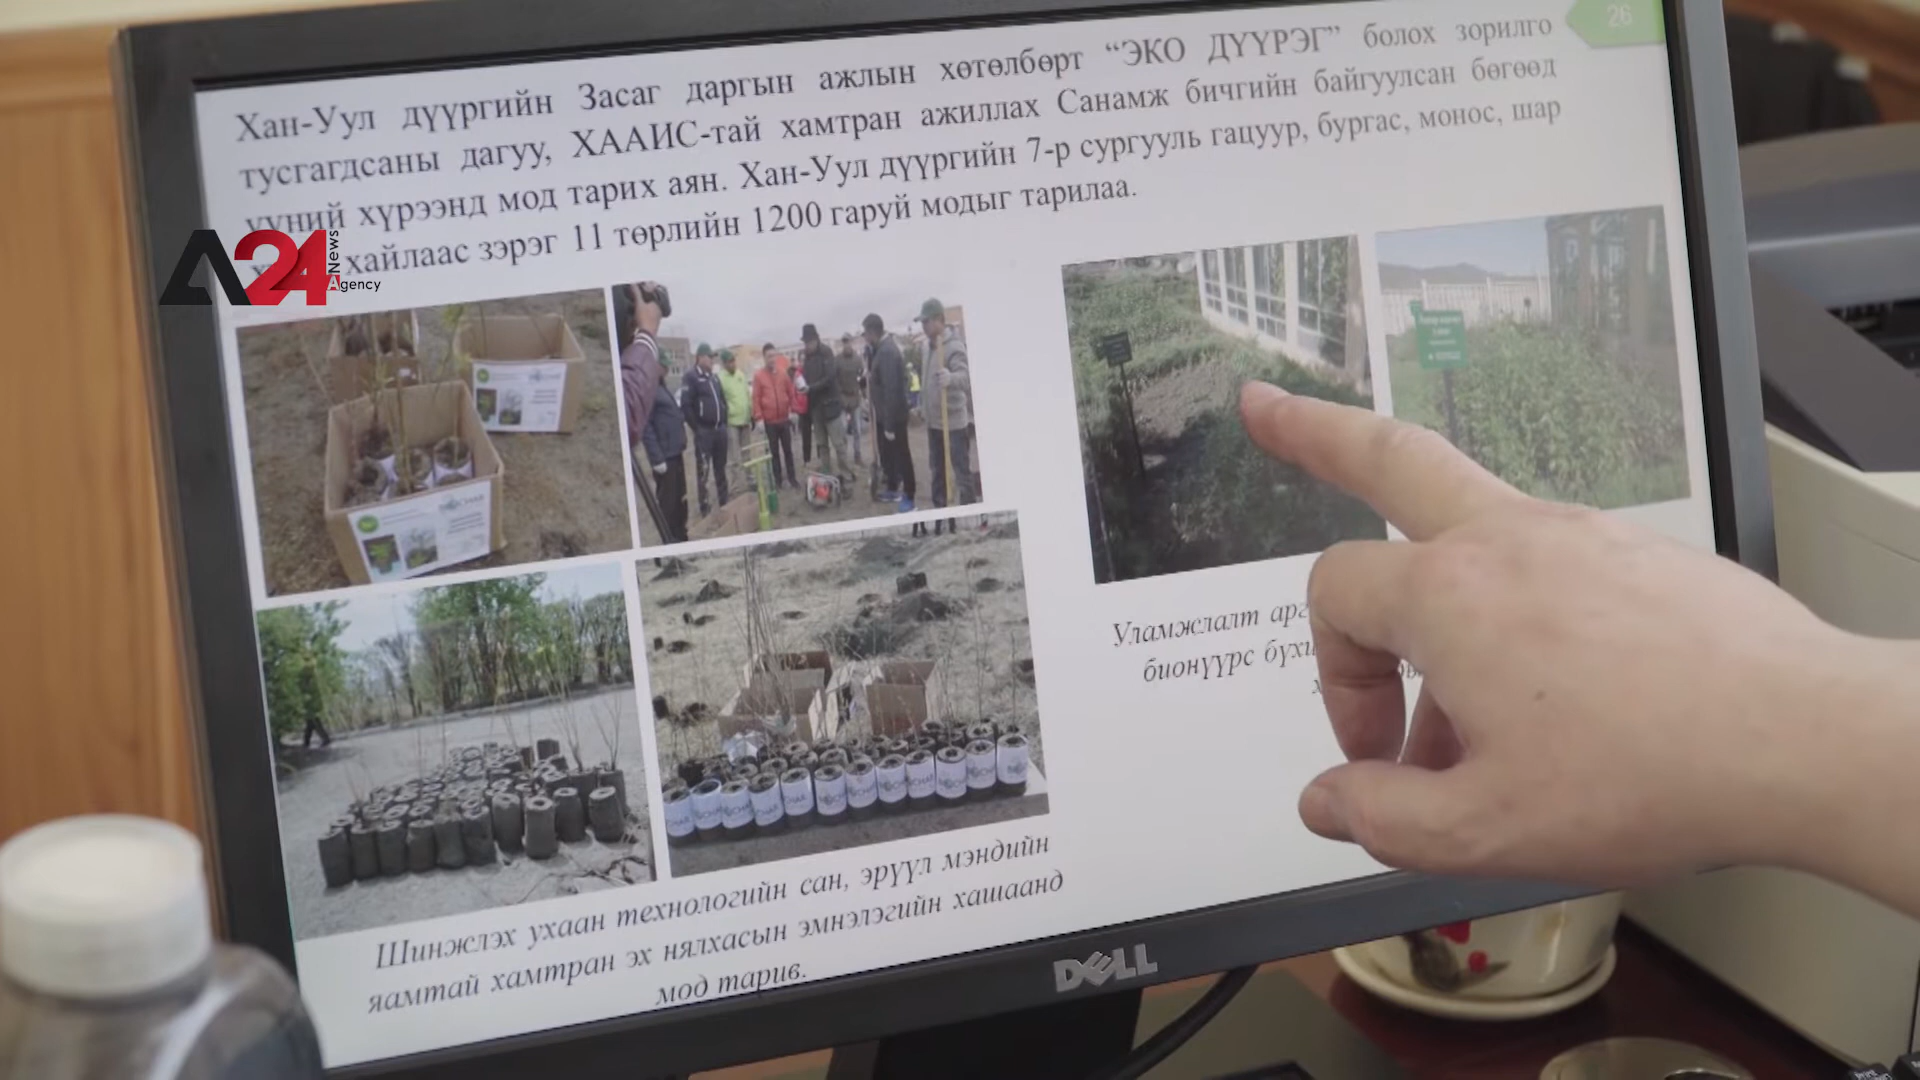 26
Хан-Уул дүүргийн Засаг даргын ажлын хөтөлбөрт “ЭКО ДҮҮРЭГ” болох зорилго
тусгагдсаны дагуу, ХААИС-тай хамтран ажиллах Санамж бичгийн байгуулсан бөгөөд
үүний хүрээнд мод тарих аян. Хан-Уул дүүргийн 7-р сургууль гацуур, бургас, монос, шар
хайлаас зэрэг 11 төрлийн 1200 гаруй модыг тарилаа.
A24 News Agency
Уламжлалт
бионүүрс
Шинжлэх ухаан технологийн сан, эрүүл мэндийн
яамтай хамтран эх нялхасын эмнэлэгийн хашаанд
мод тарив.
DELL